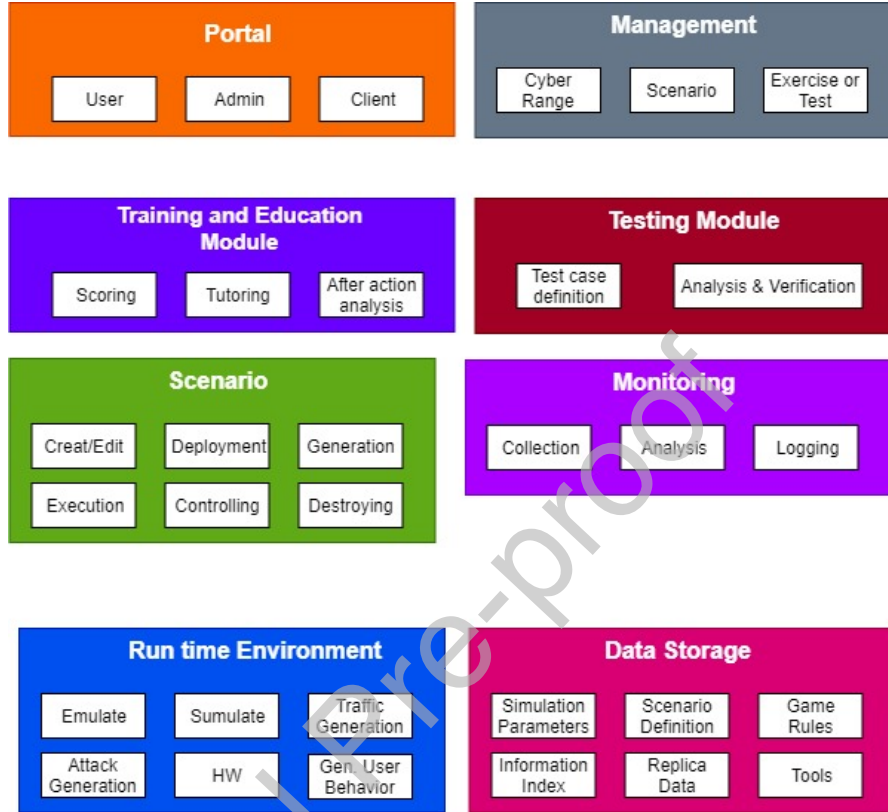 Portal
User
Admin
Client
Management
Cyber
Range
Scenario
Exercise or
Test
Training and Education
Module
Scoring
Tutoring
After action
analysis
Testing Module
Test case
definition
Analysis & Verification
Scenario
Creat/Edit
Deployment
Generation
Execution
Controlling
Destroying
Monitoring
Collection
Analysis
Logging
Run time Environment
Emulate
Sumulate
Traffic
Generation
Attack
Generation
HW
Gen. User
Behavior
Data Storage
Simulation
Parameters
Scenario
Definition
Game
Rules
Information
Index
Replica
Data
Tools
Pre-proof